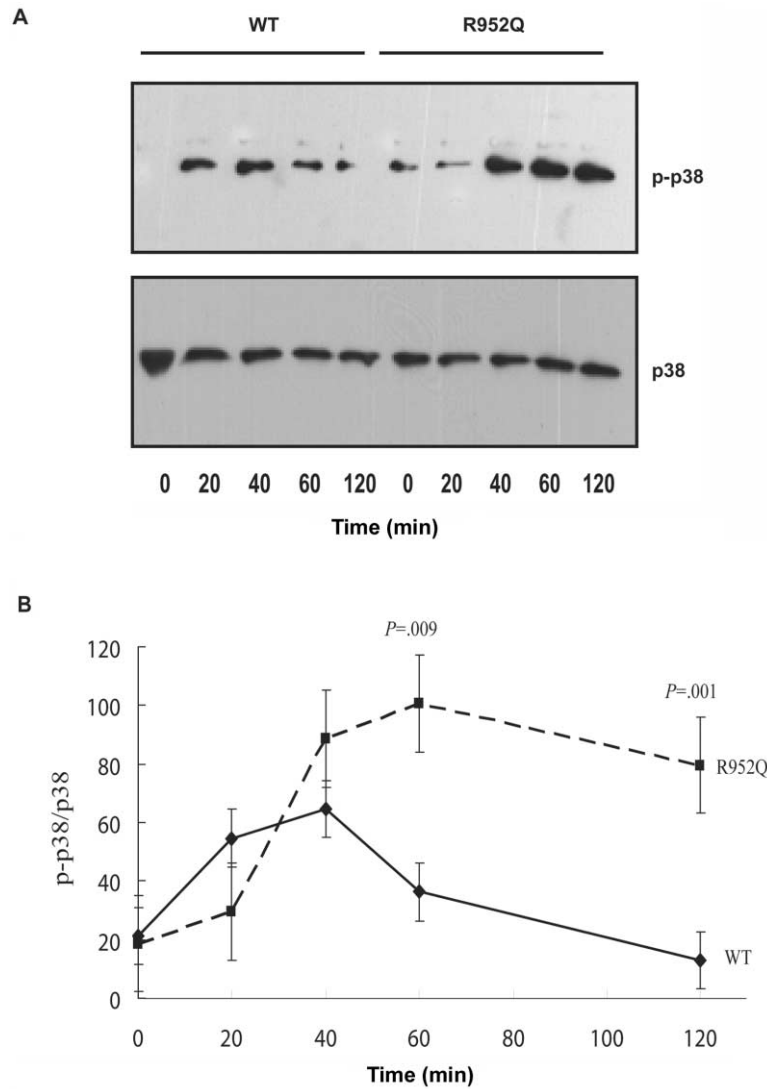 A
WT R952Q
p-p38
p38
0 20 40 60 120 0 20 40 60 120
Time (min)
B
P=.009
P=.001
120
100
80
60
40
20
0
p-p38/p38
R952Q
WT
0 20 40 60 80 100 120
Time (min)